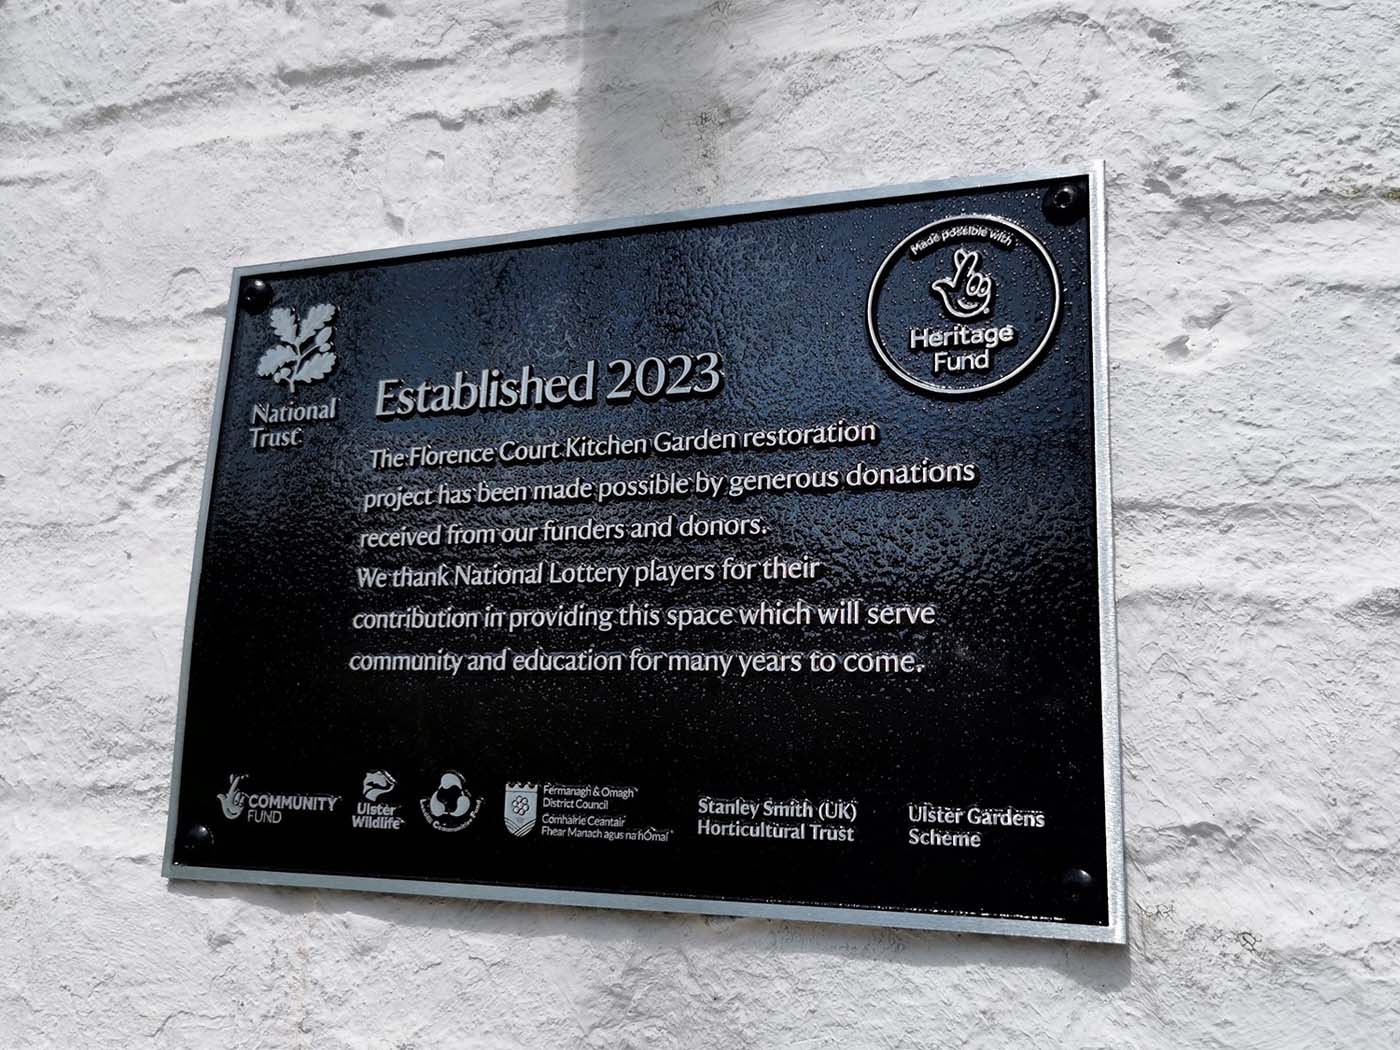 Made possible with
Heritage
Fund
National
Trust
Established 2023
The Florence Court Kitchen Garden restoration
project has been made possible by generous donations
received from our funders and donors.
We thank National Lottery players for their
contribution in providing this space which will serve
community and education for many years to come.
COMMUNITY
FUND
Ulster
Wildlife
Community Fund
Fermanagh & Omagh
District Council
Comhairle Ceantair
Fhear Manach agus na hÓmaí
Stanley Smith (UK)
Horticultural Trust
Ulster Gardens
Scheme